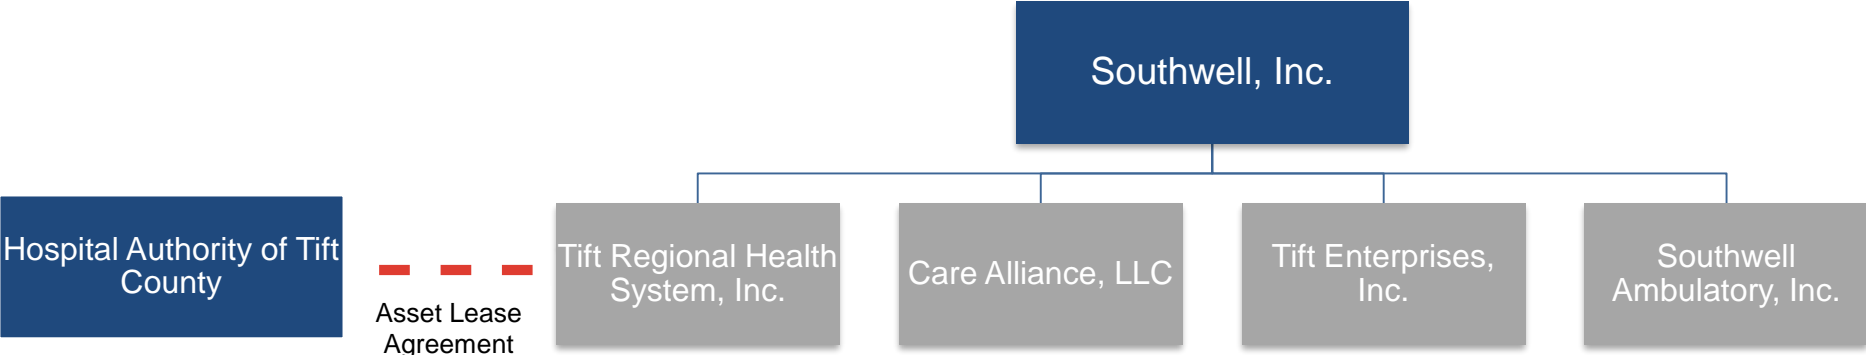 Southwell, Inc.
Hospital Authority of Tift
County
Asset Lease
Agreement
Tift Regional Health
System, Inc.
Care Alliance, LLC
Tift Enterprises,
Inc.
Southwell
Ambulatory, Inc.